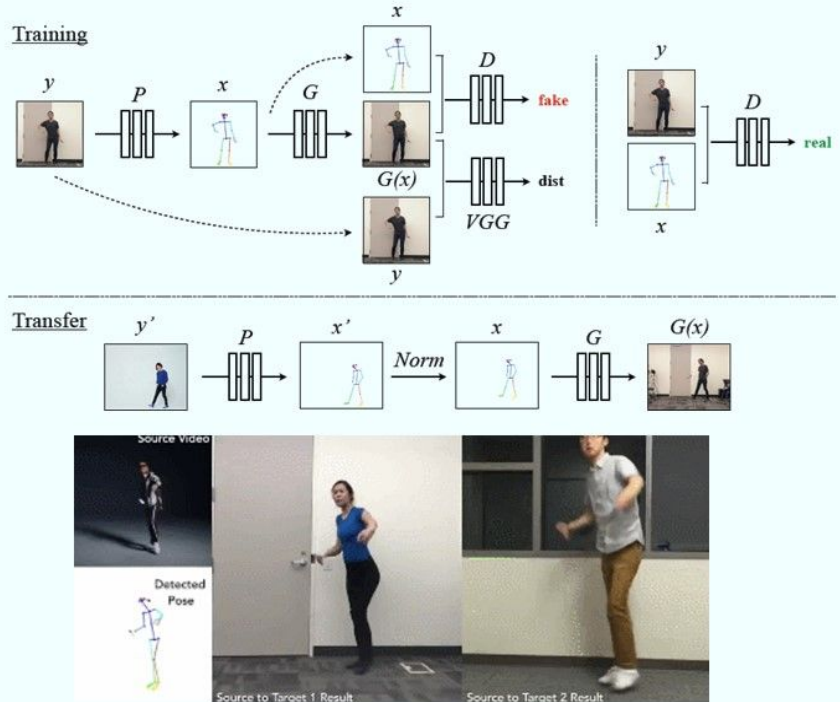 Training
x
y
P
x
G
D
fake
G(x)
VGG
dist
y
y
D
real
x
Transfer
y'
P
x'
Norm
x
G
G(x)
Source Video
Detected
Pose
Source to Target 1 Result
Source to Target 2 Result